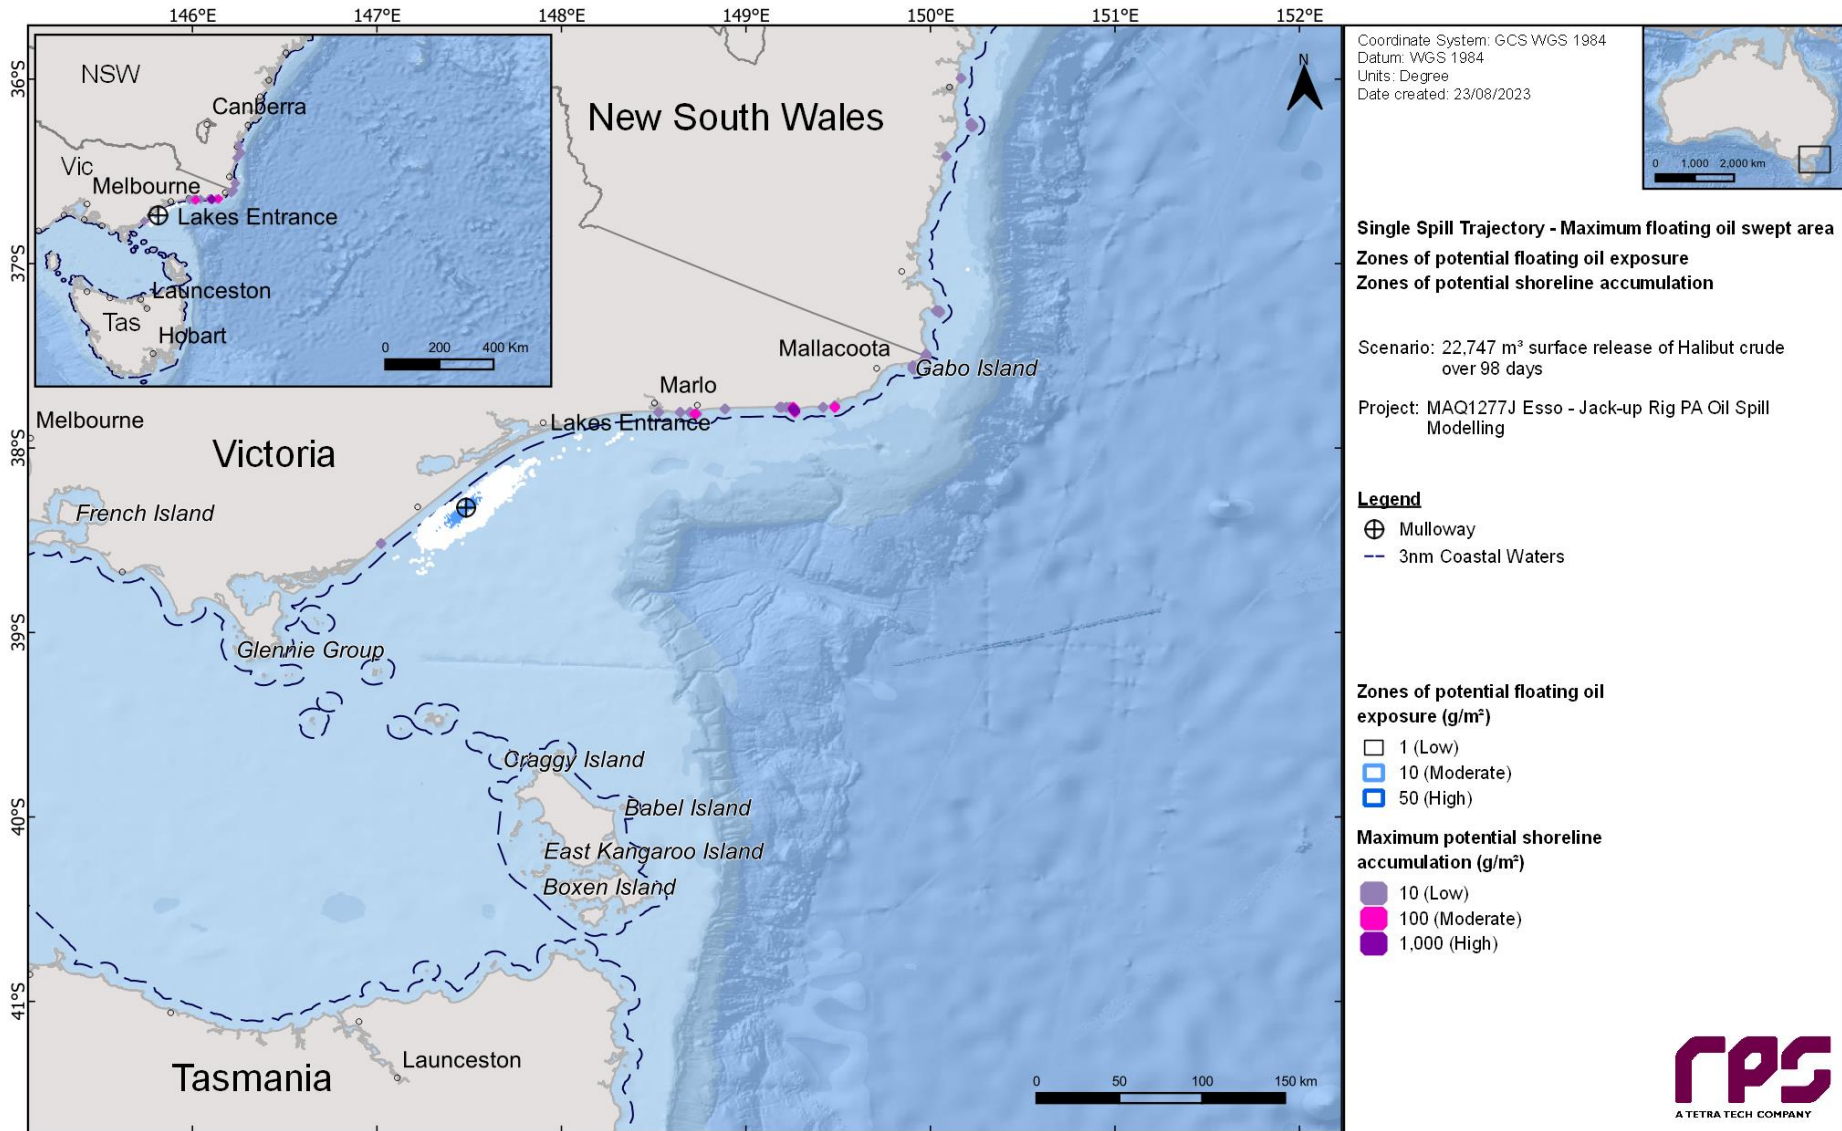 146°E 147°E 148°E 149°E 150°E 151°E 152°E
36°S
37°S
38°S
39°S
40°S
41°S
NSW
Canberra
Vic
Melbourne
Lakes Entrance
Launceston
Tas
Hobart
0 200 400 Km
New South Wales
N
Mallacoota
Gabo Island
Marlo
Lakes Entrance
Melbourne
Victoria
French Island
Glennie Group
Craggy Island
Babel Island
East Kangaroo Island
Boxen Island
Launceston
Tasmania
0 50 100 150 km
Coordinate System: GCS WGS 1984
Datum: WGS 1984
Units: Degree
Date created: 23/08/2023
0 1,000 2,000 km
Single Spill Trajectory - Maximum floating oil swept area
Zones of potential floating oil exposure
Zones of potential shoreline accumulation
Scenario: 22,747 m³ surface release of Halibut crude
over 98 days
Project: MAQ1277J Esso - Jack-up Rig PA Oil Spill
Modelling
Legend
Mulloway
3nm Coastal Waters
Zones of potential floating oil
exposure (g/m²)
1 (Low)
10 (Moderate)
50 (High)
Maximum potential shoreline
accumulation (g/m²)
10 (Low)
100 (Moderate)
1,000 (High)
rps
A TETRA TECH COMPANY